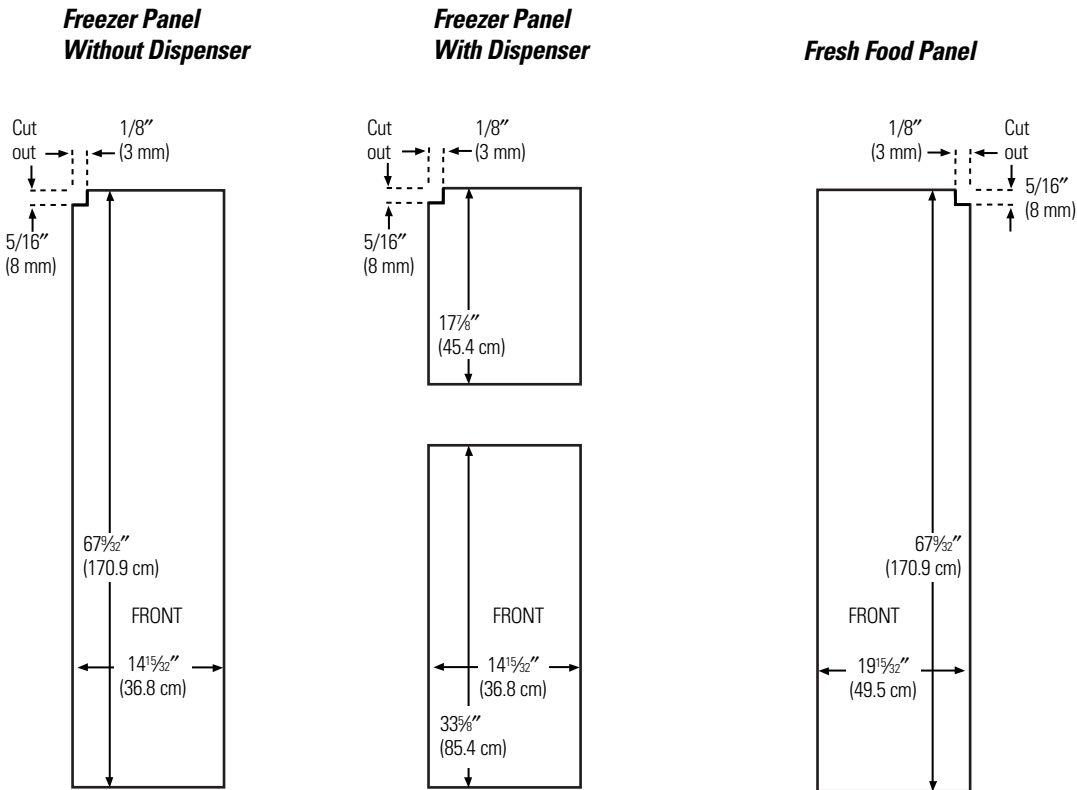 Freezer Panel
Without Dispenser
Cut
out
1/8″
(3 mm)
5/16″
(8 mm)
67 9/32″
(170.9 cm)
FRONT
14 15/32″
(36.8 cm)
Freezer Panel
With Dispenser
Cut
out
1/8″
(3 mm)
5/16″
(8 mm)
17 7/8″
(45.4 cm)
FRONT
14 15/32″
(36.8 cm)
33 5/8″
(85.4 cm)
Fresh Food Panel
1/8″
(3 mm)
Cut
out
5/16″
(8 mm)
67 9/32″
(170.9 cm)
FRONT
19 15/32″
(49.5 cm)